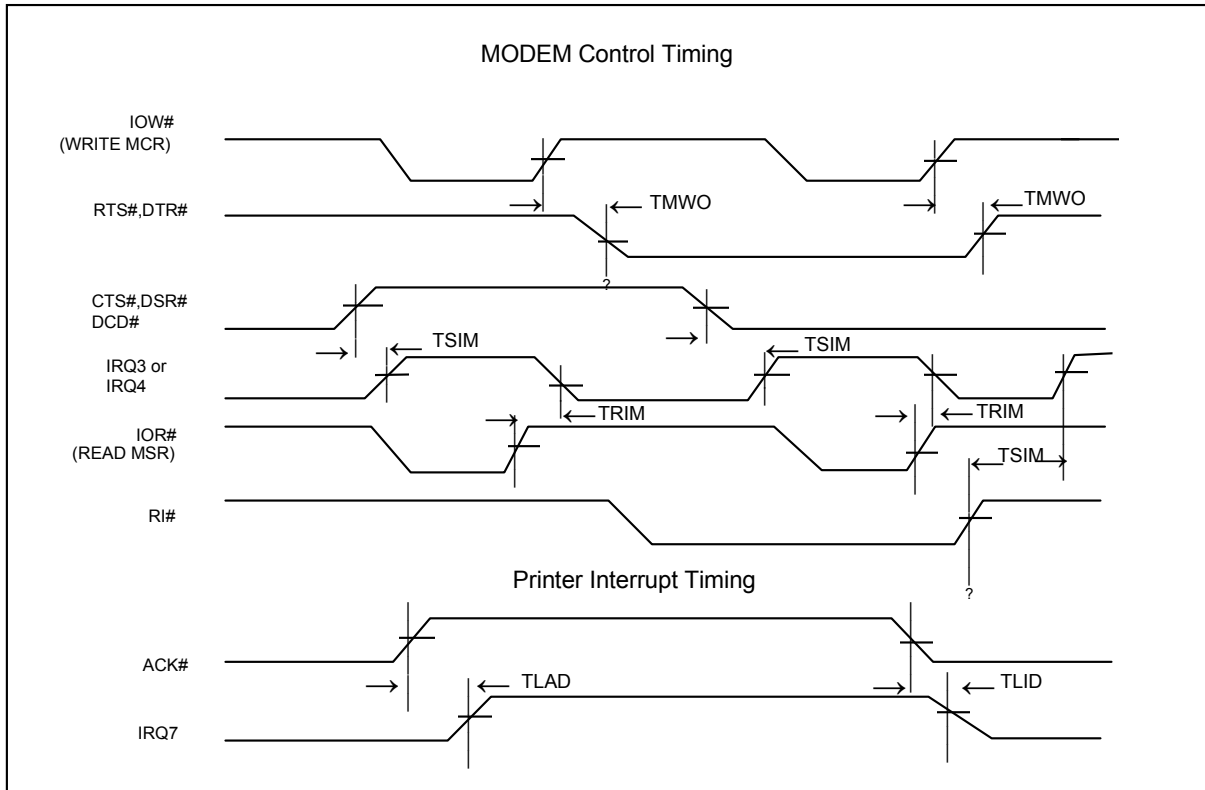 MODEM Control Timing
IOW#
(WRITE MCR)
RTS#,DTR#
TMWO
TMWO
?
CTS#,DSR#
DCD#
TSIM
TSIM
IRQ3 or
IRQ4
TRIM
TRIM
IOR#
(READ MSR)
TSIM
RI#
?
Printer Interrupt Timing
ACK#
TLAD
TLID
IRQ7